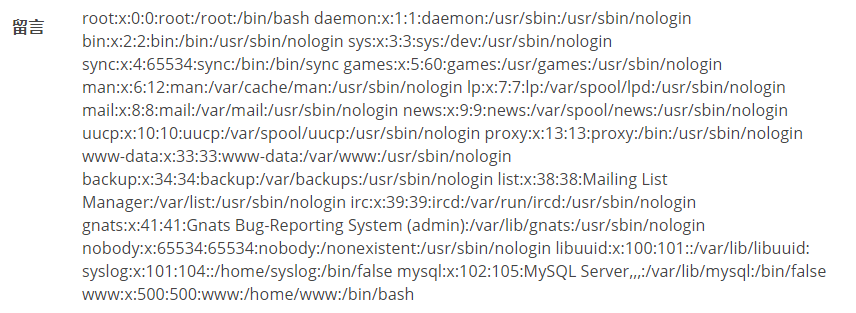 留言
root:x:0:0:root:/root:/bin/bash daemon:x:1:1:daemon:/usr/sbin:/usr/sbin/nologin
bin:x:2:2:bin:/bin:/usr/sbin/nologin sys:x:3:3:sys:/dev:/usr/sbin/nologin
sync:x:4:65534:sync:/bin:/bin/sync games:x:5:60:games:/usr/games:/usr/sbin/nologin
man:x:6:12:man:/var/cache/man:/usr/sbin/nologin lp:x:7:7:lp:/var/spool/lpd:/usr/sbin/nologin
mail:x:8:8:mail:/var/mail:/usr/sbin/nologin news:x:9:9:news:/var/spool/news:/usr/sbin/nologin
uucp:x:10:10:uucp:/var/spool/uucp:/usr/sbin/nologin proxy:x:13:13:proxy:/bin:/usr/sbin/nologin
www-data:x:33:33:www-data:/var/www:/usr/sbin/nologin
backup:x:34:34:backup:/var/backups:/usr/sbin/nologin list:x:38:38:Mailing List
Manager:/var/list:/usr/sbin/nologin irc:x:39:39:ircd:/var/run/ircd:/usr/sbin/nologin
gnats:x:41:41:Gnats Bug-Reporting System (admin):/var/lib/gnats:/usr/sbin/nologin
nobody:x:65534:65534:nobody:/nonexistent:/usr/sbin/nologin libuuid:x:100:101::/var/lib/libuuid:
syslog:x:101:104::/home/syslog:/bin/false mysql:x:102:105:MySQL Server,,,:/var/lib/mysql:/bin/false
www:x:500:500:www:/home/www:/bin/bash